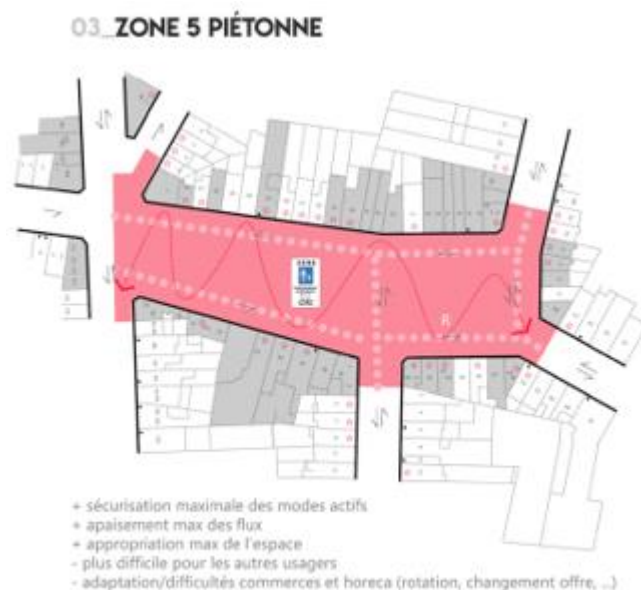 03_ZONE 5 PIÉTONNE
ZONE
+ sécurisation maximale des modes actifs
+ apaisement max des flux
+ appropriation max de l'espace
- plus difficile pour les autres usagers
- adaptation/difficultés commerces et horeca (rotation, changement offre, ...)